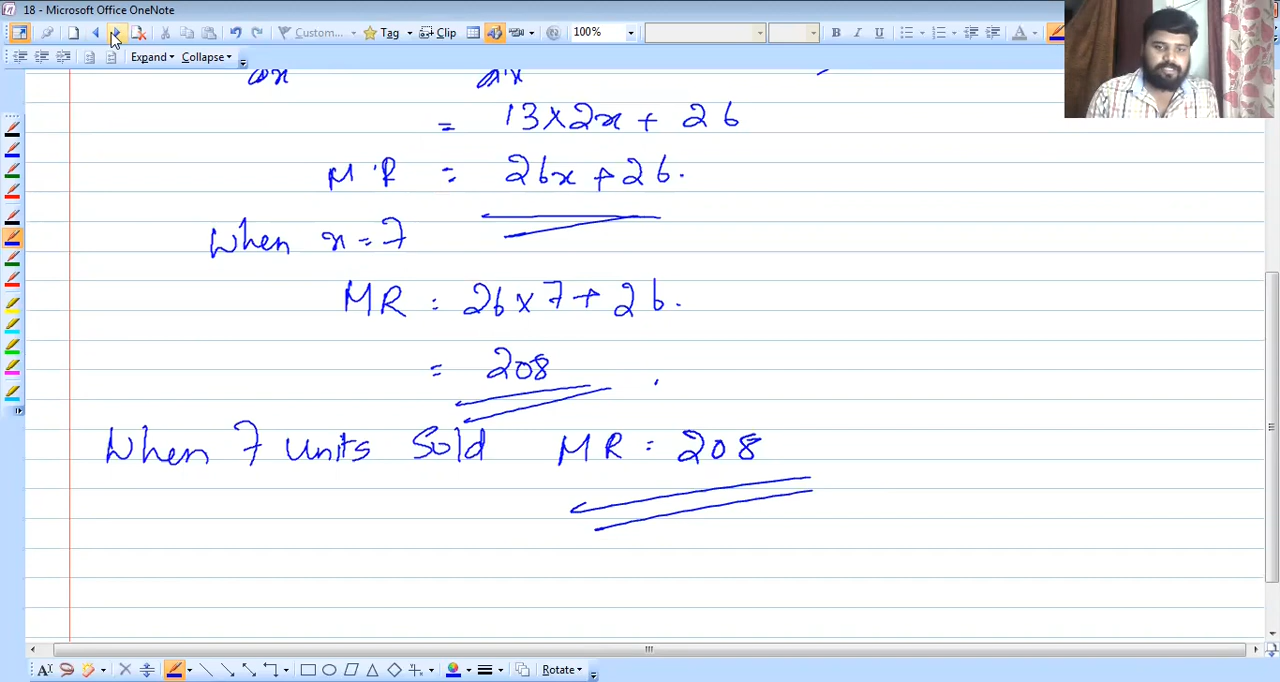 18 - Microsoft Office OneNote
Custom... Tag Clip 100% B I U A
Expand Collapse
= 13×2x + 26
M R = 26x + 26.
When x = 7
MR = 26 × 7 + 26.
= 208
When 7 Units Sold MR = 208
A Rotate